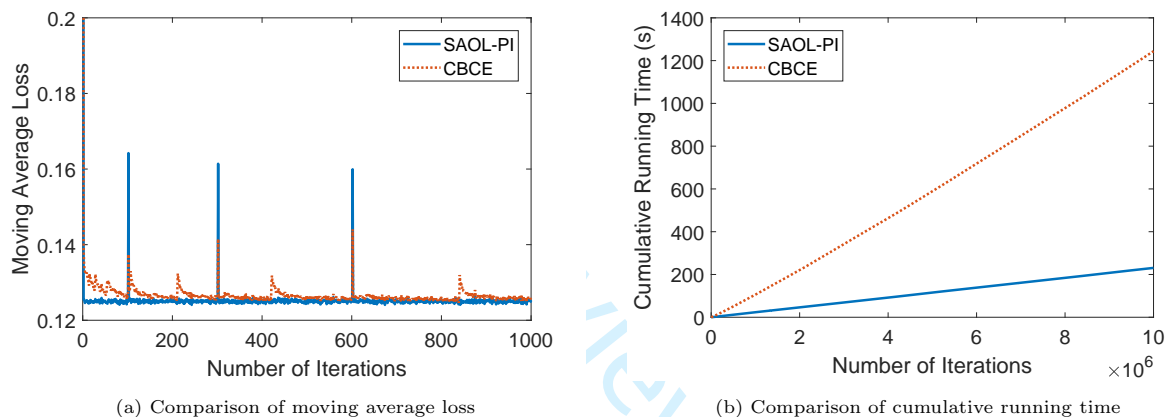 0.2
0.18
0.16
0.14
0.12
0
200
400
600
800
1000
Moving Average Loss
Number of Iterations
SAOL-PI
CBCE
(a) Comparison of moving average loss
1400
1200
1000
800
600
400
200
0
0
2
4
6
8
10
×10⁶
Cumulative Running Time (s)
Number of Iterations
SAOL-PI
CBCE
(b) Comparison of cumulative running time